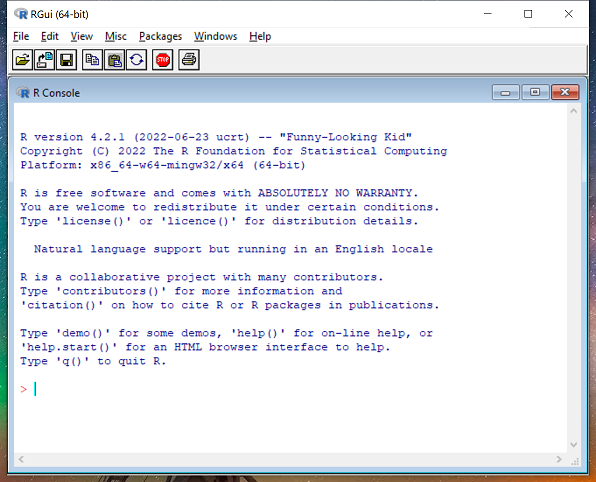 RGui (64-bit)
File Edit View Misc Packages Windows Help
STOP
R Console
R version 4.2.1 (2022-06-23 ucrt) -- "Funny-Looking Kid"
Copyright (C) 2022 The R Foundation for Statistical Computing
Platform: x86_64-w64-mingw32/x64 (64-bit)
R is free software and comes with ABSOLUTELY NO WARRANTY.
You are welcome to redistribute it under certain conditions.
Type 'license()' or 'licence()' for distribution details.
Natural language support but running in an English locale
R is a collaborative project with many contributors.
Type 'contributors()' for more information and
'citation()' on how to cite R or R packages in publications.
Type 'demo()' for some demos, 'help()' for on-line help, or
'help.start()' for an HTML browser interface to help.
Type 'q()' to quit R.
>